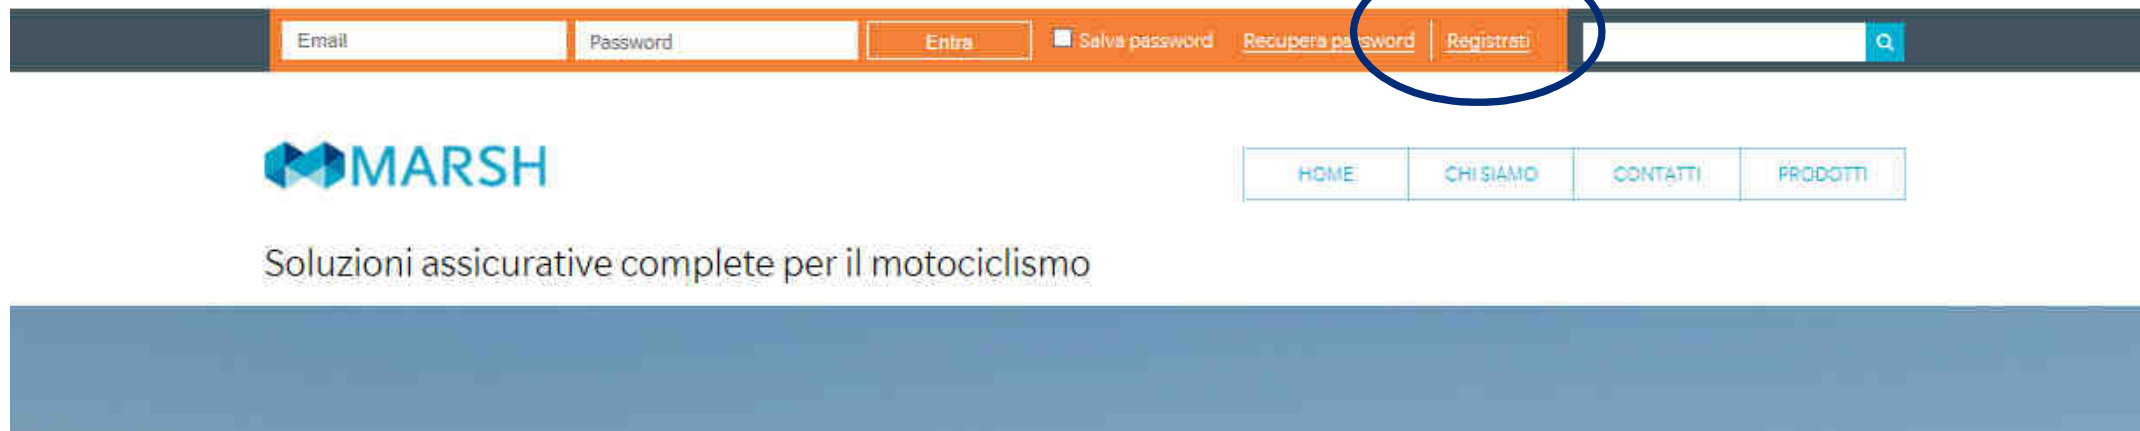 Email Password Entra Salva password Recupera password Registrati
MARSH
HOME CHI SIAMO CONTATTI PRODOTTI
Soluzioni assicurative complete per il motociclismo